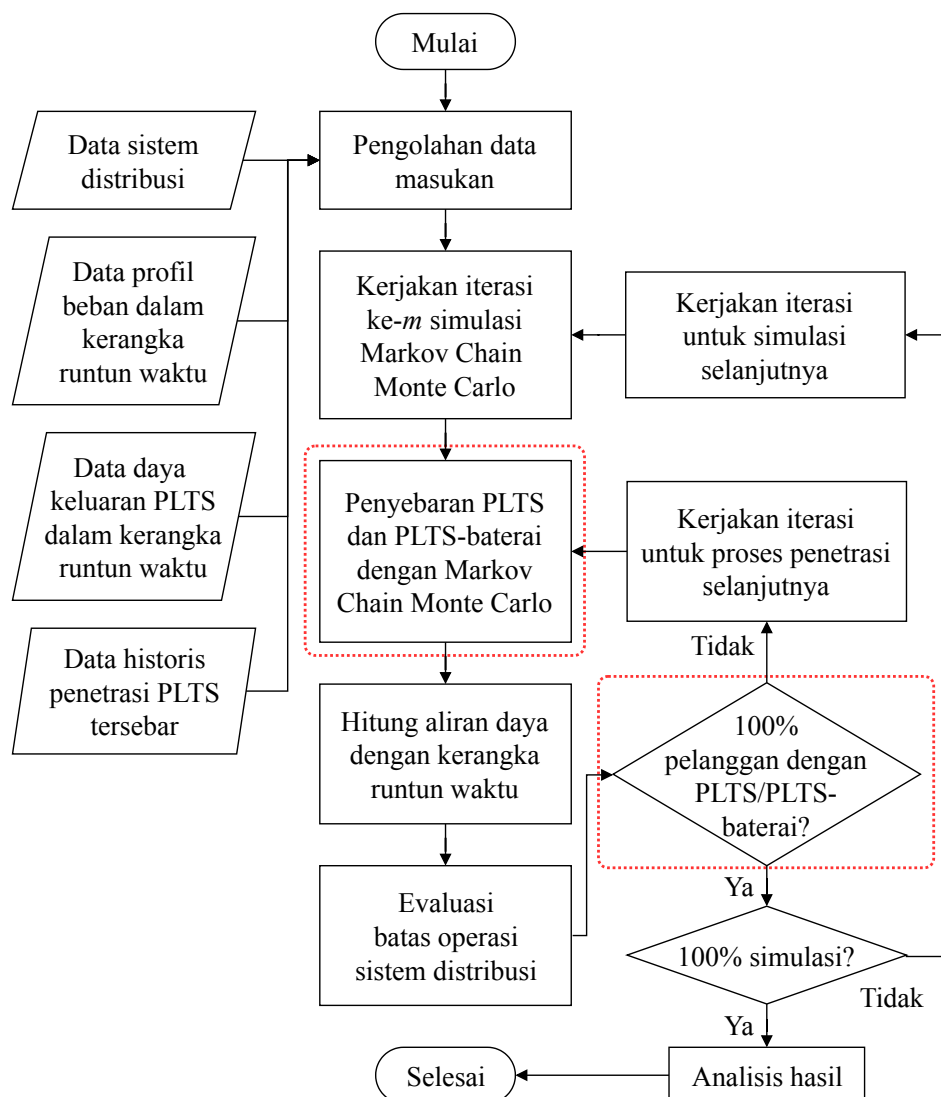 Mulai
Data sistem
distribusi
Pengolahan data
masukan
Data profil
beban dalam
kerangka
runtun waktu
Kerjakan iterasi
ke-m simulasi
Markov Chain
Monte Carlo
Kerjakan iterasi
untuk simulasi
selanjutnya
Data daya
keluaran PLTS
dalam kerangka
runtun waktu
Penyebaran PLTS
dan PLTS-baterai
dengan Markov
Chain Monte Carlo
Kerjakan iterasi
untuk proses penetrasi
selanjutnya
Tidak
Data historis
penetrasi PLTS
tersebar
Hitung aliran daya
dengan kerangka
runtun waktu
100%
pelanggan dengan
PLTS/PLTS-
baterai?
Ya
Evaluasi
batas operasi
sistem distribusi
100% simulasi?
Tidak
Ya
Selesai
Analisis hasil